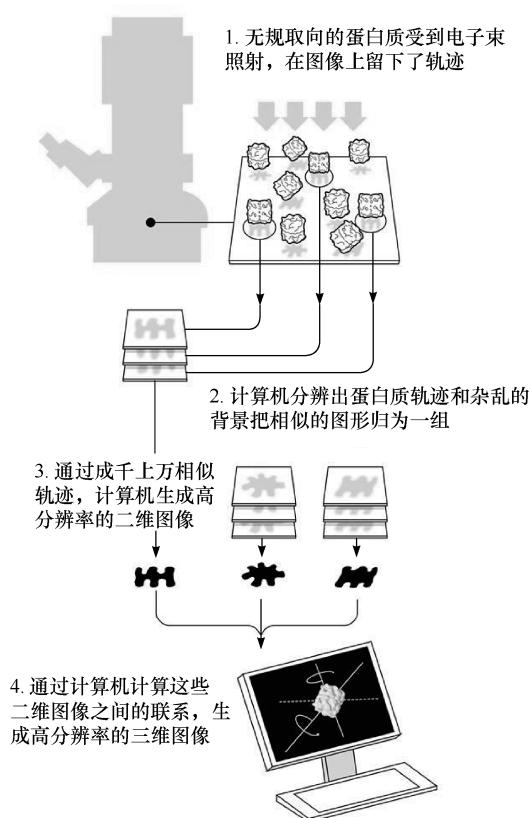 1. 无规取向的蛋白质受到电子束
照射，在图像上留下了轨迹
2. 计算机分辨出蛋白质轨迹和杂乱的
背景把相似的图形归为一组
3. 通过成千上万相似
轨迹，计算机生成高
分辨率的二维图像
4. 通过计算机计算这些
二维图像之间的联系，生
成高分辨率的三维图像